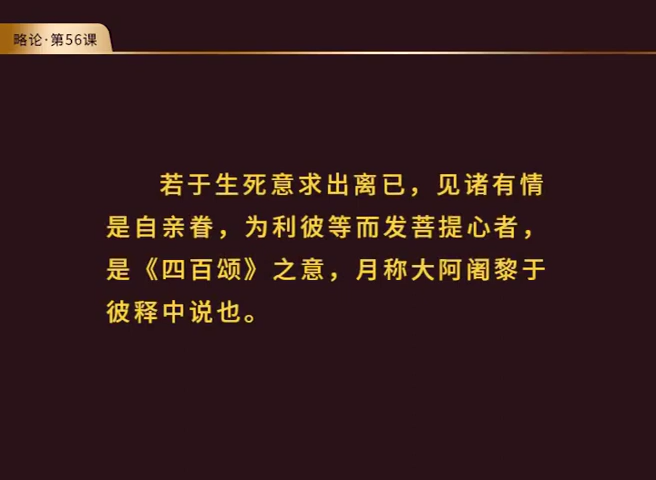 略论·第56课
若于生死意求出离已，见诸有情
是自亲眷，为利彼等而发菩提心者，
是《四百颂》之意，月称大阿阇黎于
彼释中说也。